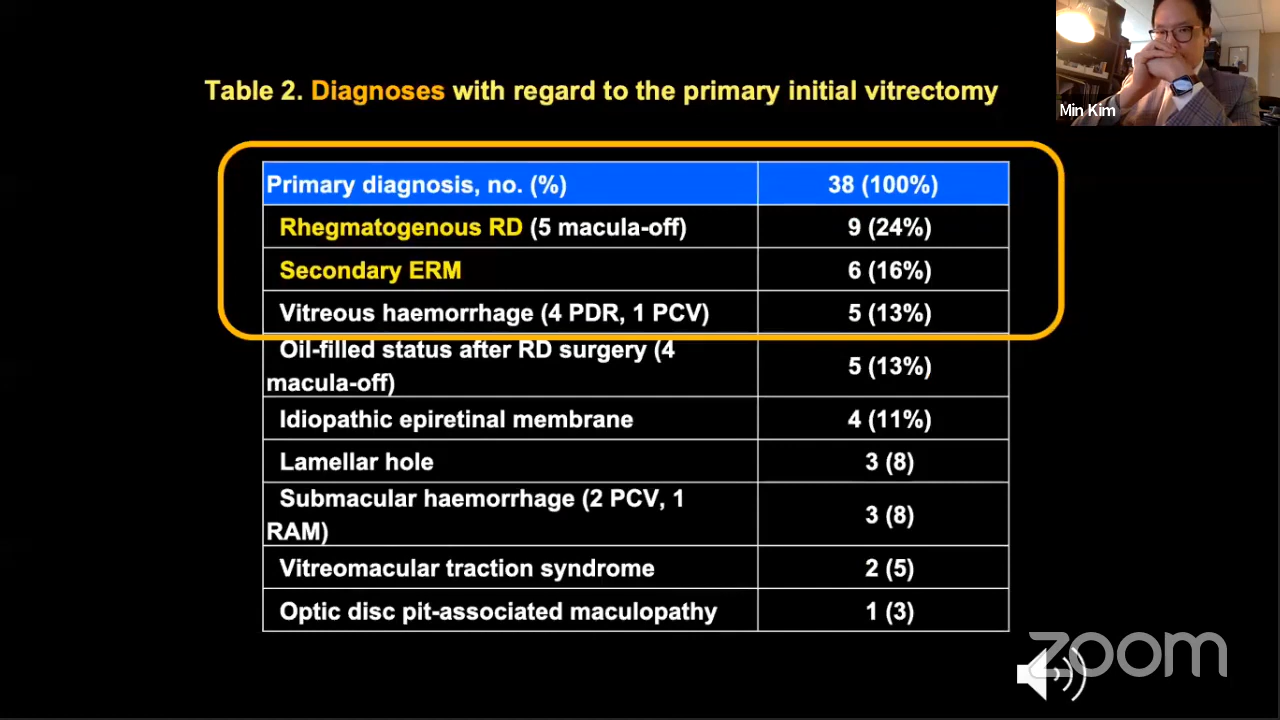 Min Kim
Table 2. Diagnoses with regard to the primary initial vitrectomy
Primary diagnosis, no. (%) 38 (100%)
Rhegmatogenous RD (5 macula-off) 9 (24%)
Secondary ERM 6 (16%)
Vitreous haemorrhage (4 PDR, 1 PCV) 5 (13%)
Oil-filled status after RD surgery (4
macula-off) 5 (13%)
Idiopathic epiretinal membrane 4 (11%)
Lamellar hole 3 (8)
Submacular haemorrhage (2 PCV, 1
RAM) 3 (8)
Vitreomacular traction syndrome 2 (5)
Optic disc pit-associated maculopathy 1 (3)
zoom